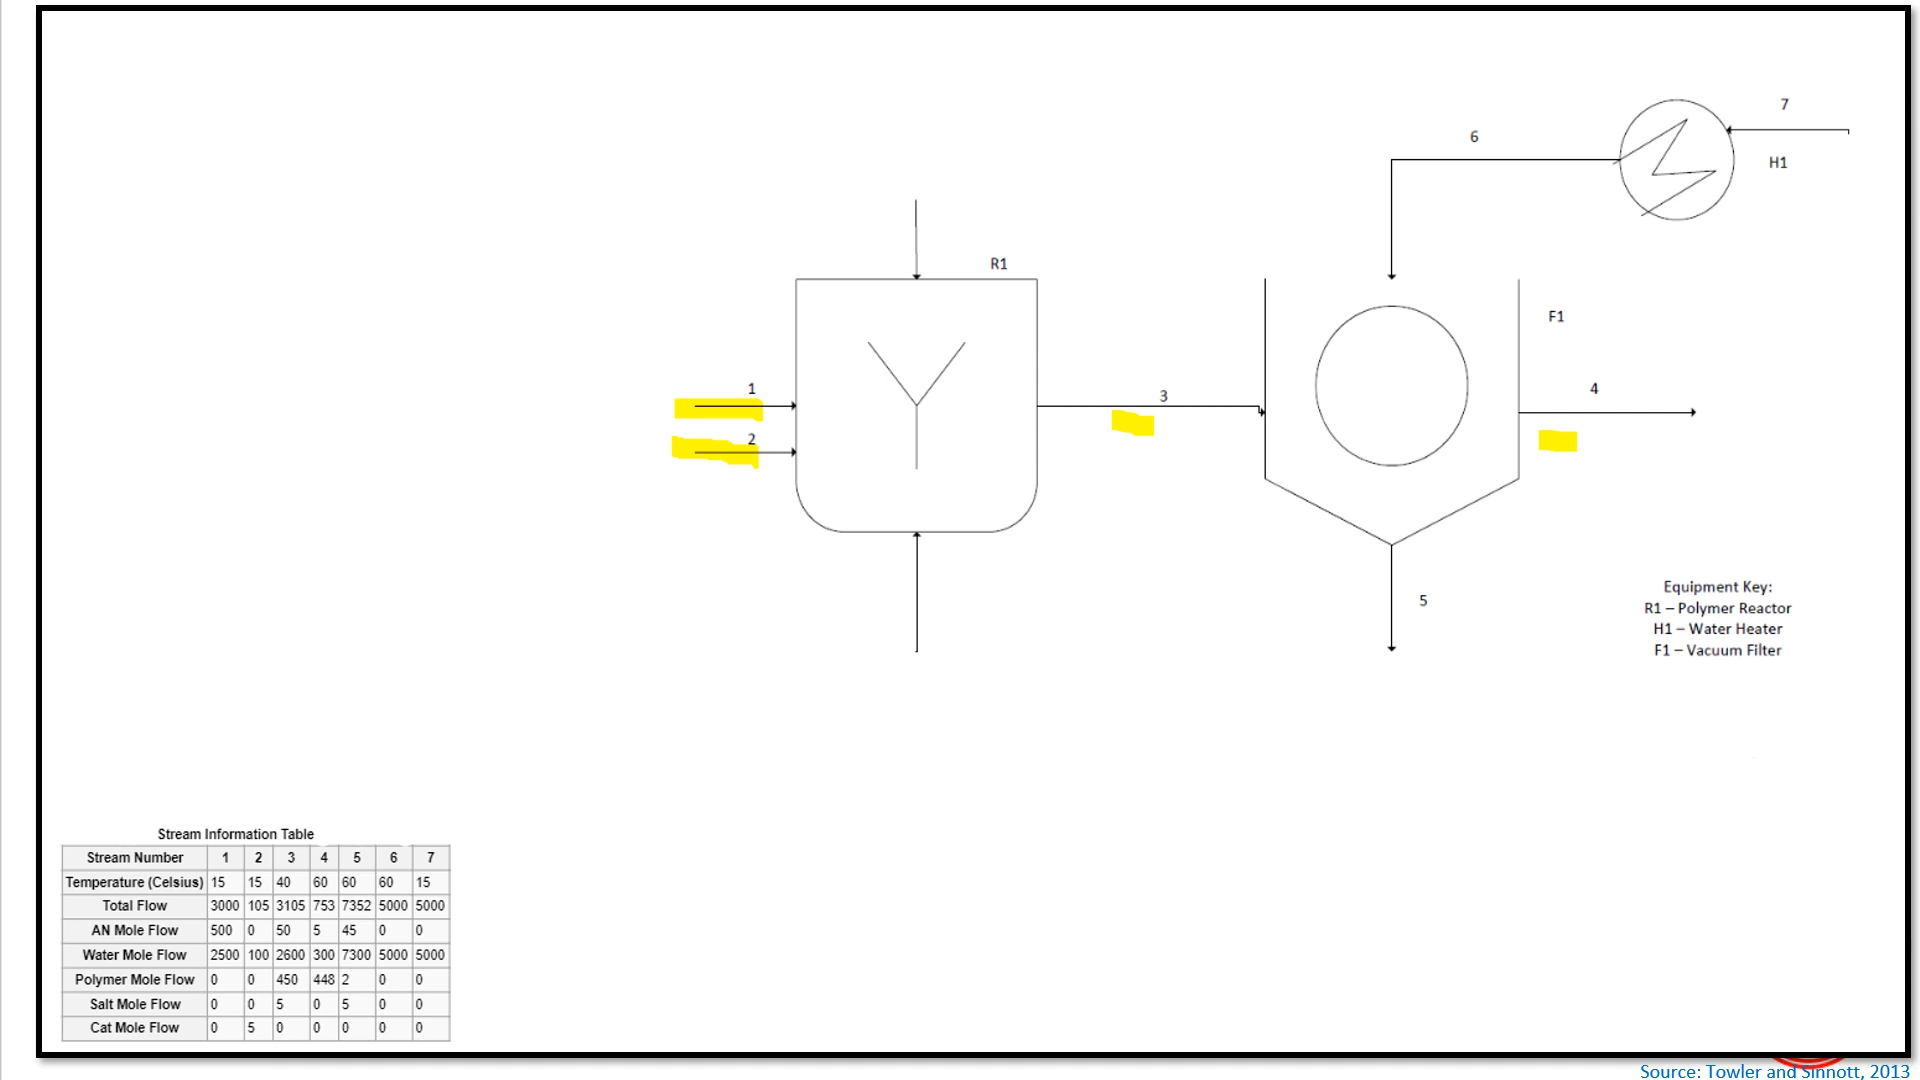 7
6
H1
R1
F1
1
3
4
2
5
Equipment Key:
R1 – Polymer Reactor
H1 – Water Heater
F1 – Vacuum Filter
Stream Information Table
Stream Number 1 2 3 4 5 6 7
Temperature (Celsius) 15 15 40 60 60 60 15
Total Flow 3000 105 3105 753 7352 5000 5000
AN Mole Flow 500 0 50 5 45 0 0
Water Mole Flow 2500 100 2600 300 7300 5000 5000
Polymer Mole Flow 0 0 450 448 2 0 0
Salt Mole Flow 0 0 5 0 5 0 0
Cat Mole Flow 0 5 0 0 0 0 0
Source: Towler and Sinnott, 2013